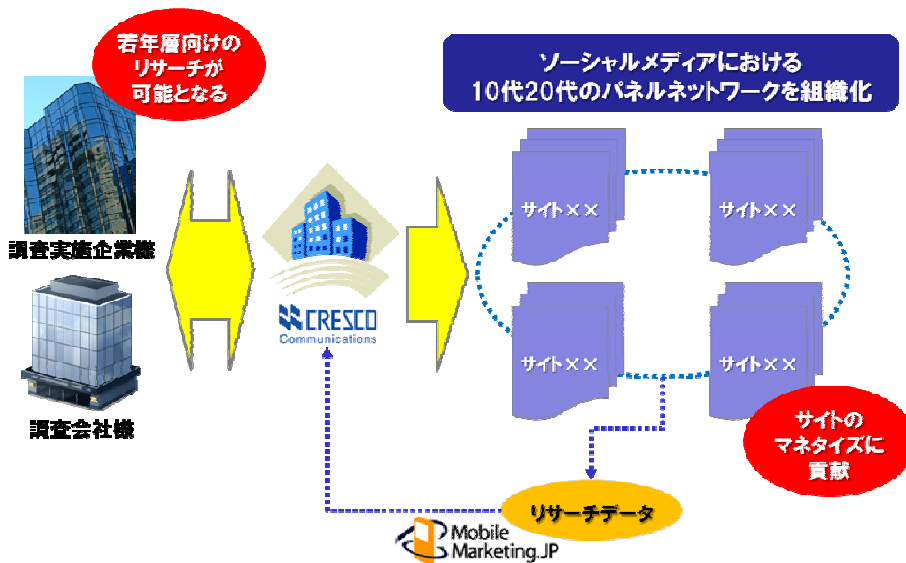 若年層向けの
リサーチが
可能となる
ソーシャルメディアにおける
10代20代のパネルネットワークを組織化
調査実施企業様
調査会社様
CRESCO
Communications
サイト××
サイト××
サイト××
サイト××
サイトの
マネタイズに
貢献
リサーチデータ
Mobile
Marketing.JP